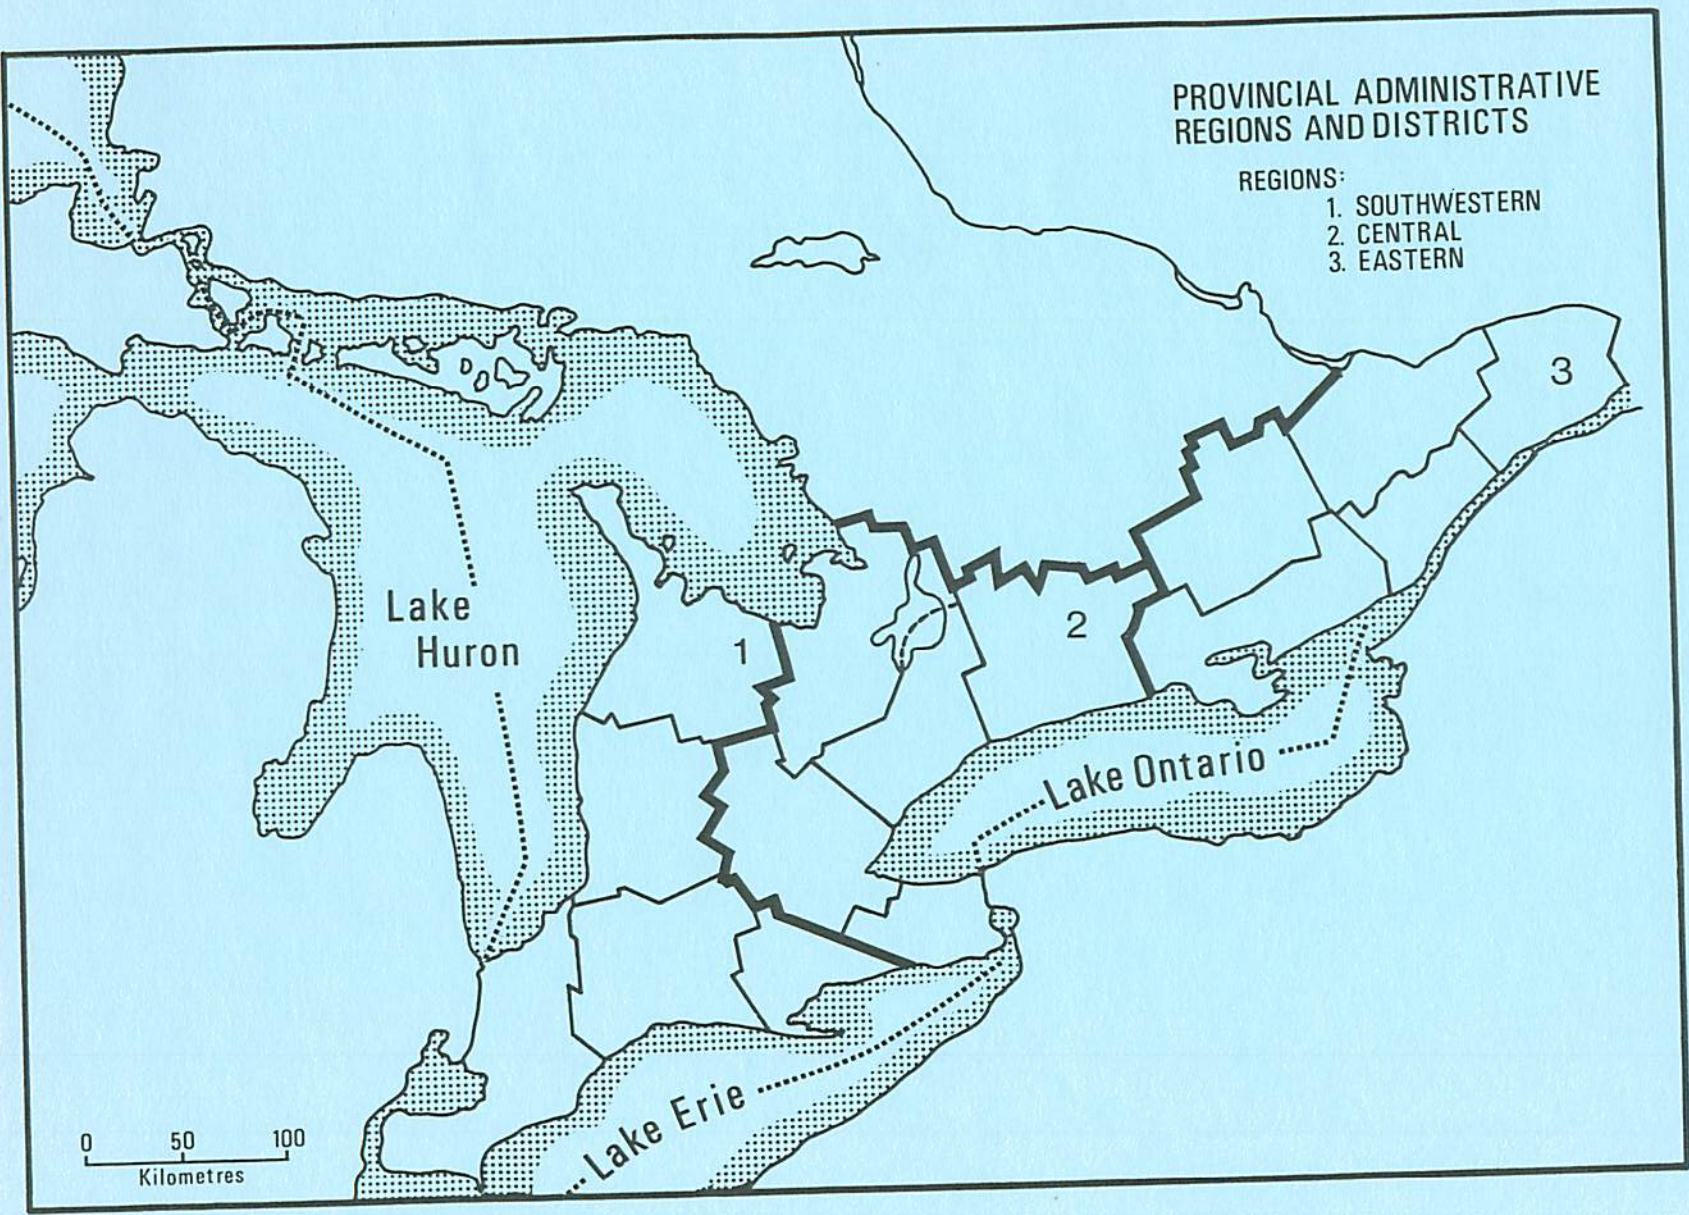 PROVINCIAL ADMINISTRATIVE
REGIONS AND DISTRICTS
REGIONS:
1. SOUTHWESTERN
2. CENTRAL
3. EASTERN
3
2
1
Lake
Huron
Lake Ontario
Lake Erie
0 50 100
Kilometres